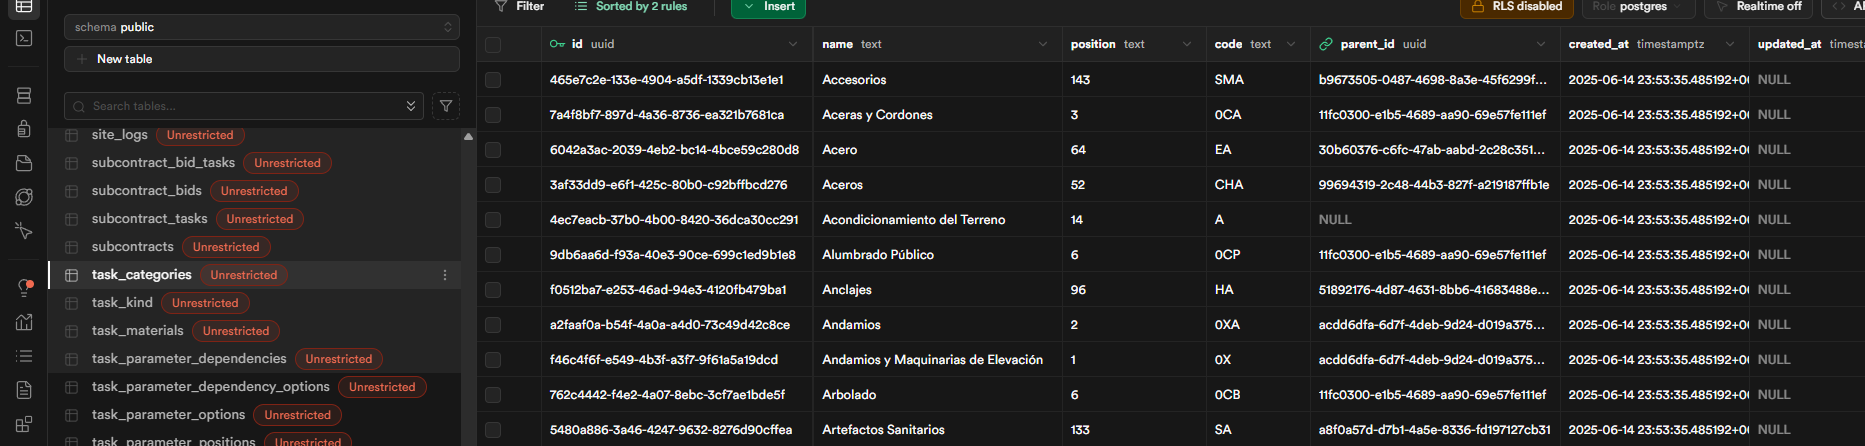 Filter Sorted by 2 rules Insert RLS disabled Role postgres Realtime off
schema public
New table
Search tables...
site_logs Unrestricted
subcontract_bid_tasks Unrestricted
subcontract_bids Unrestricted
subcontract_tasks Unrestricted
subcontracts Unrestricted
task_categories Unrestricted
task_kind Unrestricted
task_materials Unrestricted
task_parameter_dependencies Unrestricted
task_parameter_dependency_options Unrestricted
task_parameter_options Unrestricted
task_parameter_positions Unrestricted
id uuid name text position text code text parent_id uuid created_at timestamptz updated_at timesta
465e7c2e-133e-4904-a5df-1339cb13e1e1 Accesorios 143 SMA b9673505-0487-4698-8a3e-45f6299f... 2025-06-14 23:53:35.485192+0 NULL
7a4f8bf7-897d-4a36-8736-ea321b7681ca Aceras y Cordones 3 0CA 11fc0300-e1b5-4689-aa90-69e57fe111ef 2025-06-14 23:53:35.485192+0 NULL
6042a3ac-2039-4eb2-bc14-4bce59c280d8 Acero 64 EA 30b60376-c6fc-47ab-aabd-2c28c351... 2025-06-14 23:53:35.485192+0 NULL
3af33dd9-e6f1-425c-80b0-c92bffbcd276 Aceros 52 CHA 99694319-2c48-44b3-827f-a219187ffb1e 2025-06-14 23:53:35.485192+0 NULL
4ec7eacb-37b0-4b00-8420-36dca30cc291 Acondicionamiento del Terreno 14 A NULL 2025-06-14 23:53:35.485192+0 NULL
9db6aa6d-f93a-40e3-90ce-699c1ed9b1e8 Alumbrado Público 6 0CP 11fc0300-e1b5-4689-aa90-69e57fe111ef 2025-06-14 23:53:35.485192+0 NULL
f0512ba7-e253-46ad-94e3-4120fb479ba1 Anclajes 96 HA 51892176-4d87-4631-8bb6-41683488e... 2025-06-14 23:53:35.485192+0 NULL
a2faaf0a-b54f-4a0a-a4d0-73c49d42c8ce Andamios 2 0XA acdd6dfa-6d7f-4deb-9d24-d019a375... 2025-06-14 23:53:35.485192+0 NULL
f46c4f6f-e549-4b3f-a3f7-9f61a5a19dcd Andamios y Maquinarias de Elevación 1 0X acdd6dfa-6d7f-4deb-9d24-d019a375... 2025-06-14 23:53:35.485192+0 NULL
762c4442-f4e2-4a07-8ebc-3cf7ae1bde5f Arbolado 6 0CB 11fc0300-e1b5-4689-aa90-69e57fe111ef 2025-06-14 23:53:35.485192+0 NULL
5480a886-3a46-4247-9632-8276d90cffea Artefactos Sanitarios 133 SA a8f0a57d-d7b1-4a5e-8336-fd197127cb31 2025-06-14 23:53:35.485192+0 NULL